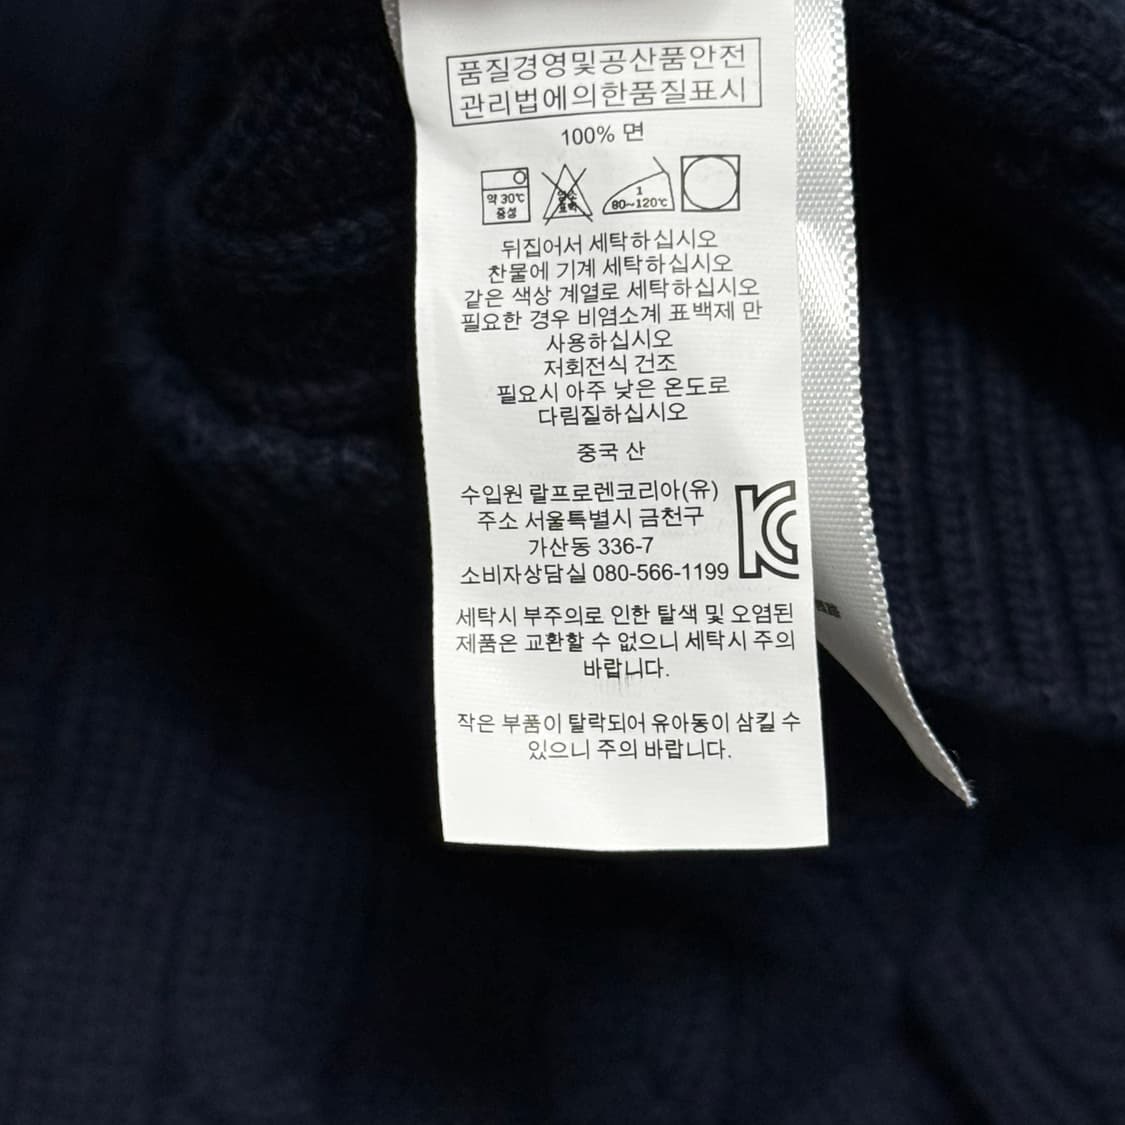 품질경영및공산품안전
관리법에의한품질표시
100% 면
약 30℃
중성
염소
표백
1
80~120℃
뒤집어서 세탁하십시오
찬물에 기계 세탁하십시오
같은 색상 계열로 세탁하십시오
필요한 경우 비염소계 표백제 만
사용하십시오
저회전식 건조
필요시 아주 낮은 온도로
다림질하십시오
중국 산
수입원 랄프로렌코리아(유)
주소 서울특별시 금천구
가산동 336-7
소비자상담실 080-566-1199
세탁시 부주의로 인한 탈색 및 오염된
제품은 교환할 수 없으니 세탁시 주의
바랍니다.
작은 부품이 탈락되어 유아동이 삼킬 수
있으니 주의 바랍니다.